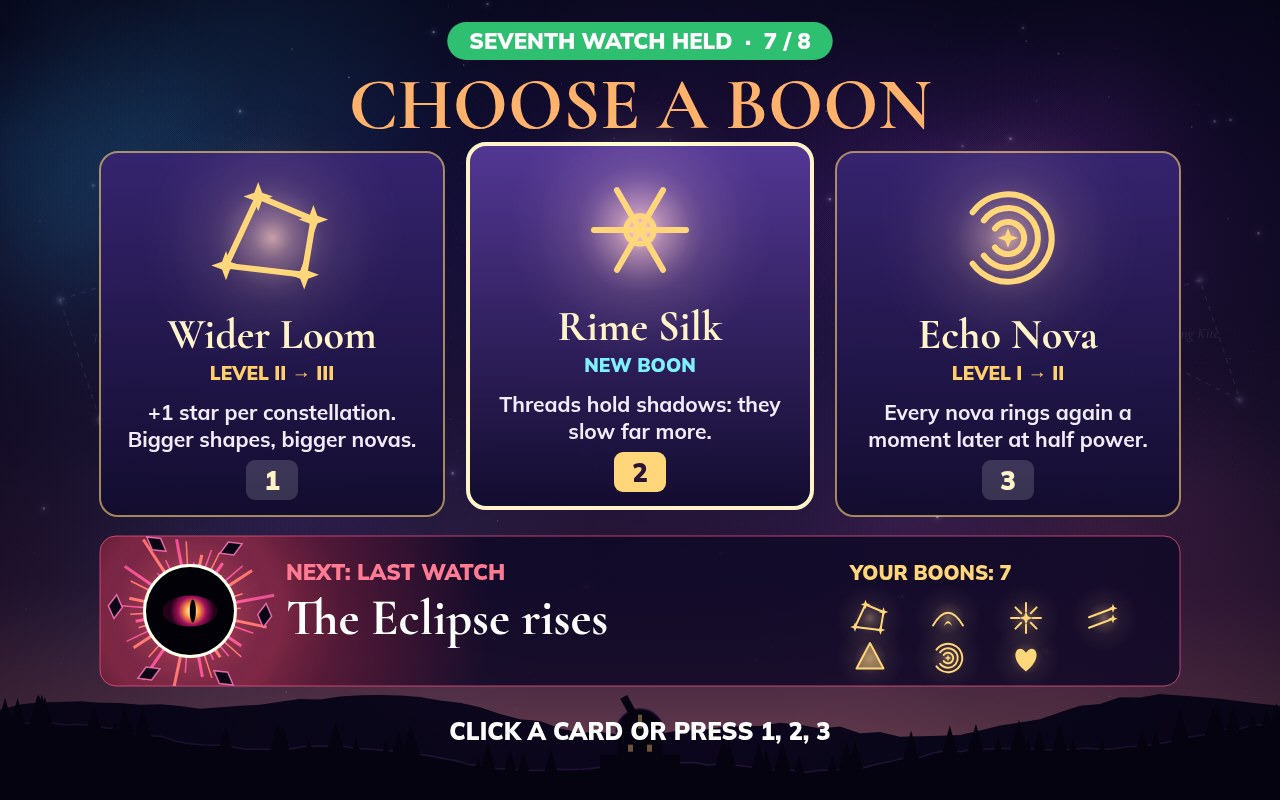 SEVENTH WATCH HELD · 7 / 8
CHOOSE A BOON
Wider Loom
LEVEL II → III
+1 star per constellation.
Bigger shapes, bigger novas.
1
Rime Silk
NEW BOON
Threads hold shadows: they
slow far more.
2
Echo Nova
LEVEL I → II
Every nova rings again a
moment later at half power.
3
NEXT: LAST WATCH
The Eclipse rises
YOUR BOONS: 7
CLICK A CARD OR PRESS 1, 2, 3